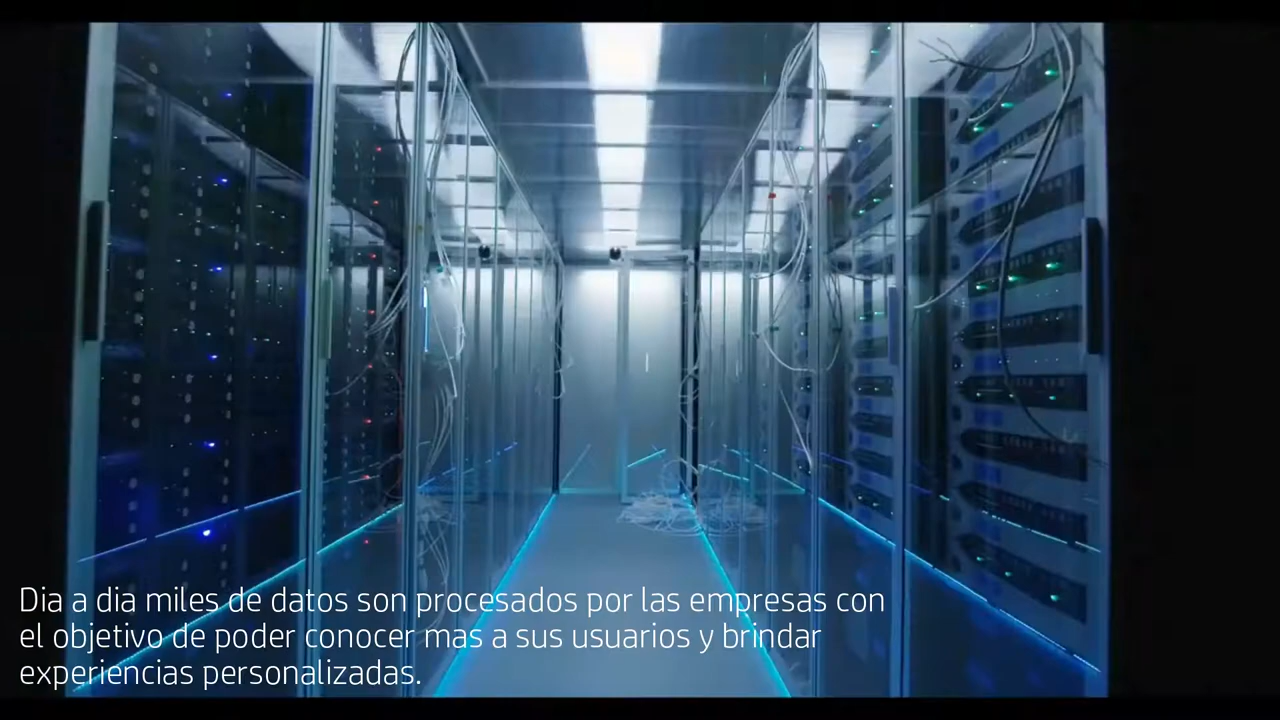 Dia a dia miles de datos son procesados por las empresas con
el objetivo de poder conocer mas a sus usuarios y brindar
experiencias personalizadas.